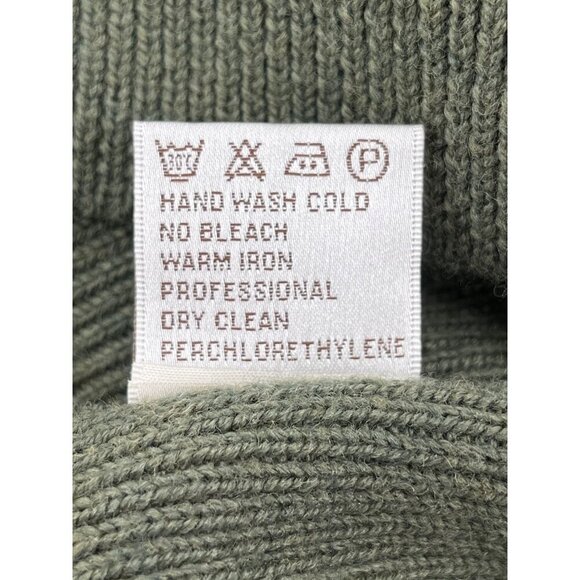 30°C P
HAND WASH COLD
NO BLEACH
WARM IRON
PROFESSIONAL
DRY CLEAN
PERCHLORETHYLENE